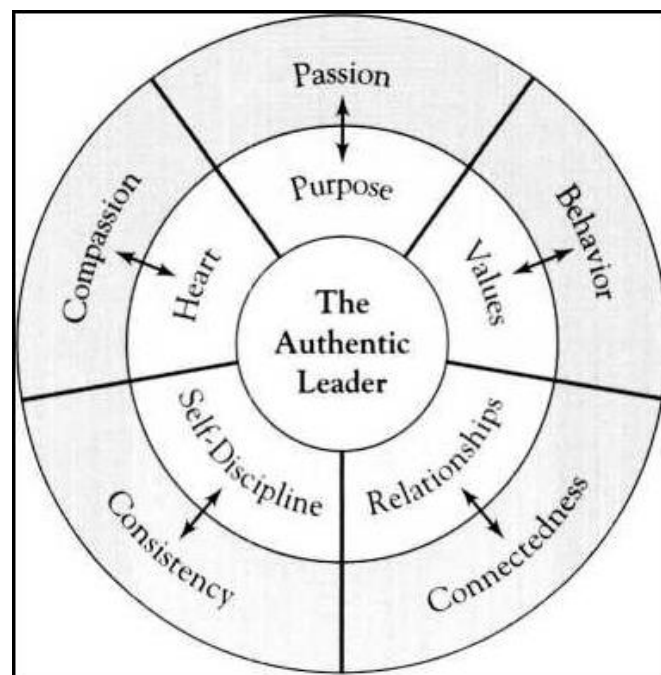 Passion
Purpose
Behavior
Values
Connectedness
Relationships
Consistency
Self-Discipline
Compassion
Heart
The
Authentic
Leader